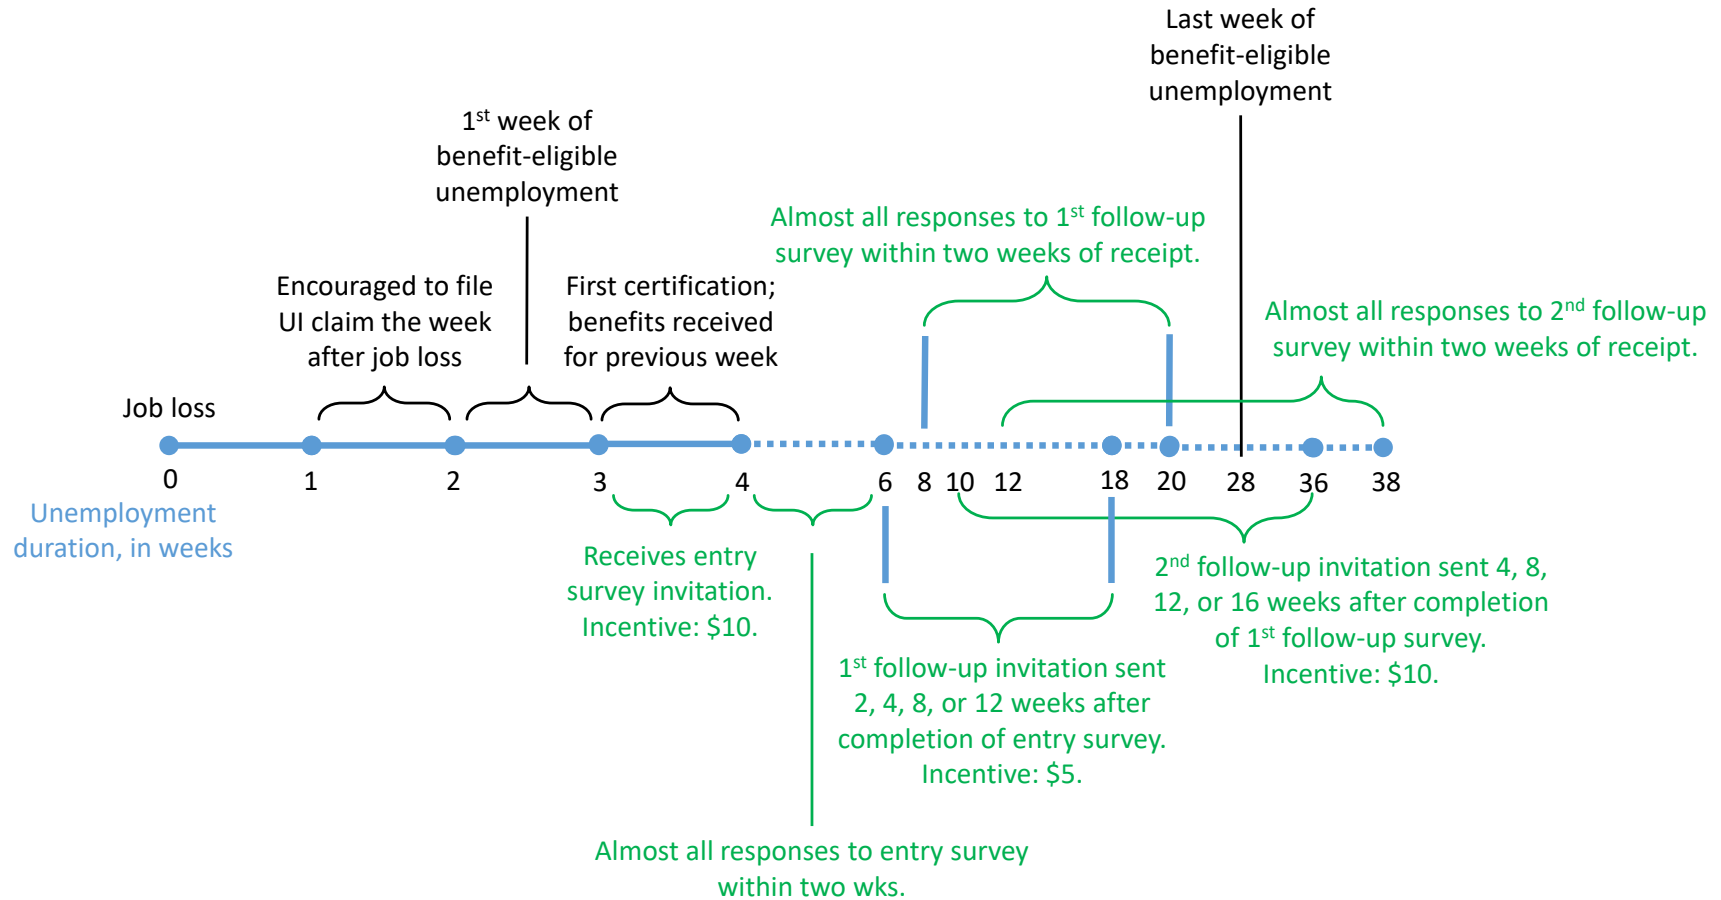 Last week of
benefit-eligible
unemployment
1st week of
benefit-eligible
unemployment
Almost all responses to 1st follow-up
survey within two weeks of receipt.
Encouraged to file
UI claim the week
after job loss
First certification;
benefits received
for previous week
Almost all responses to 2nd follow-up
survey within two weeks of receipt.
Job loss
0 1 2 3 4 6 8 10 12 18 20 28 36 38
Unemployment
duration, in weeks
Receives entry
survey invitation.
Incentive: $10.
2nd follow-up invitation sent 4, 8,
12, or 16 weeks after completion
of 1st follow-up survey.
Incentive: $10.
1st follow-up invitation sent
2, 4, 8, or 12 weeks after
completion of entry survey.
Incentive: $5.
Almost all responses to entry survey
within two wks.